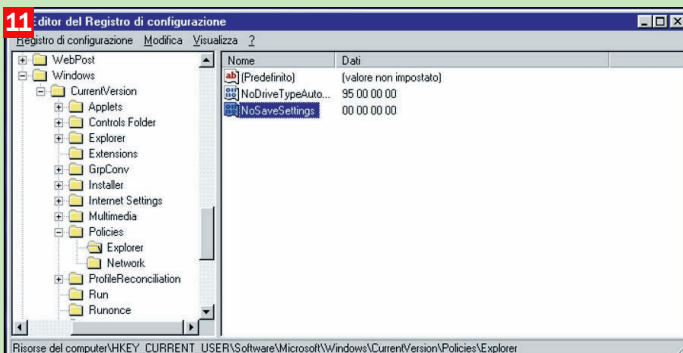 11
Editor del Registro di configurazione
Registro di configurazione Modifica Visualizza ?
WebPost
Windows
CurrentVersion
Applets
Controls Folder
Explorer
Extensions
GrpConv
Installer
Internet Settings
Multimedia
Policies
Explorer
Network
ProfileReconciliation
Run
Runonce
Nome Dati
(Predefinito) (valore non impostato)
NoDriveTypeAuto... 95 00 00 00
NoSaveSettings 00 00 00 00
Risorse del computer\HKEY_CURRENT_USER\Software\Microsoft\Windows\CurrentVersion\Policies\Explorer